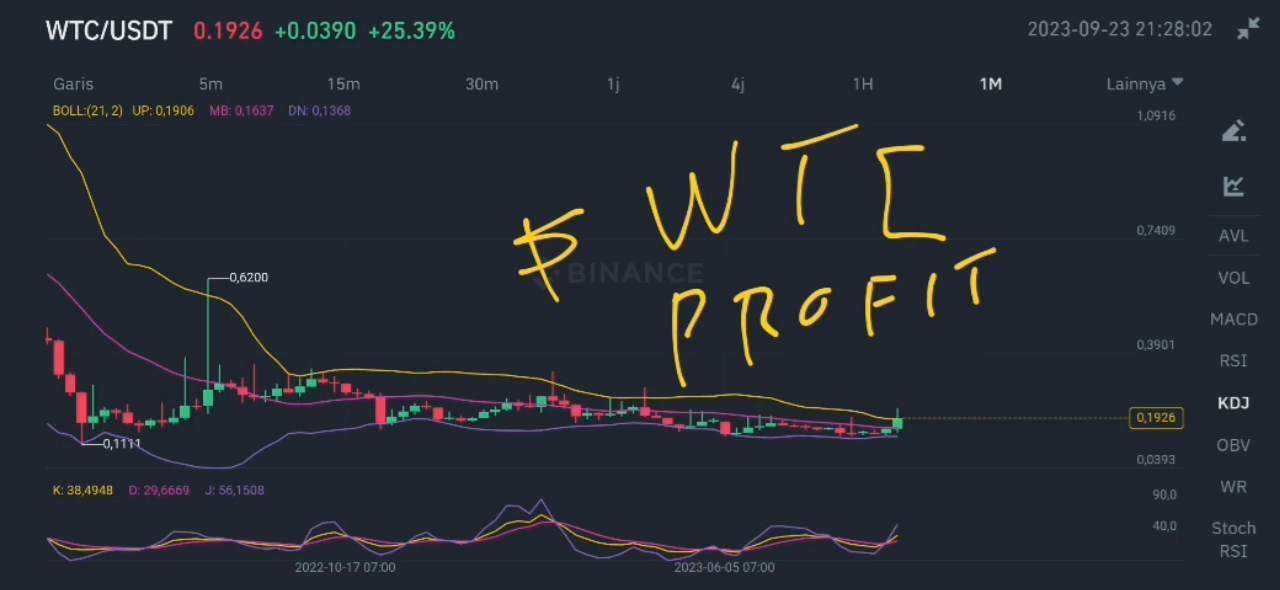 WTC/USDT 0.1926 +0.0390 +25.39% 2023-09-23 21:28:02
Garis 5m 15m 30m 1j 4j 1H 1M Lainnya
BOLL:(21, 2) UP: 0,1906 MB: 0,1637 DN: 0,1368
1,0916
$ WTC
0,7409
AVL
BINANCE
0,6200
VOL
PROFIT
MACD
0,3901
RSI
KDJ
0,1926
0,1111
OBV
0,0393
K: 38,4948 D: 29,6669 J: 56,1508
WR
90,0
40,0
Stoch
RSI
2022-10-17 07:00 2023-06-05 07:00